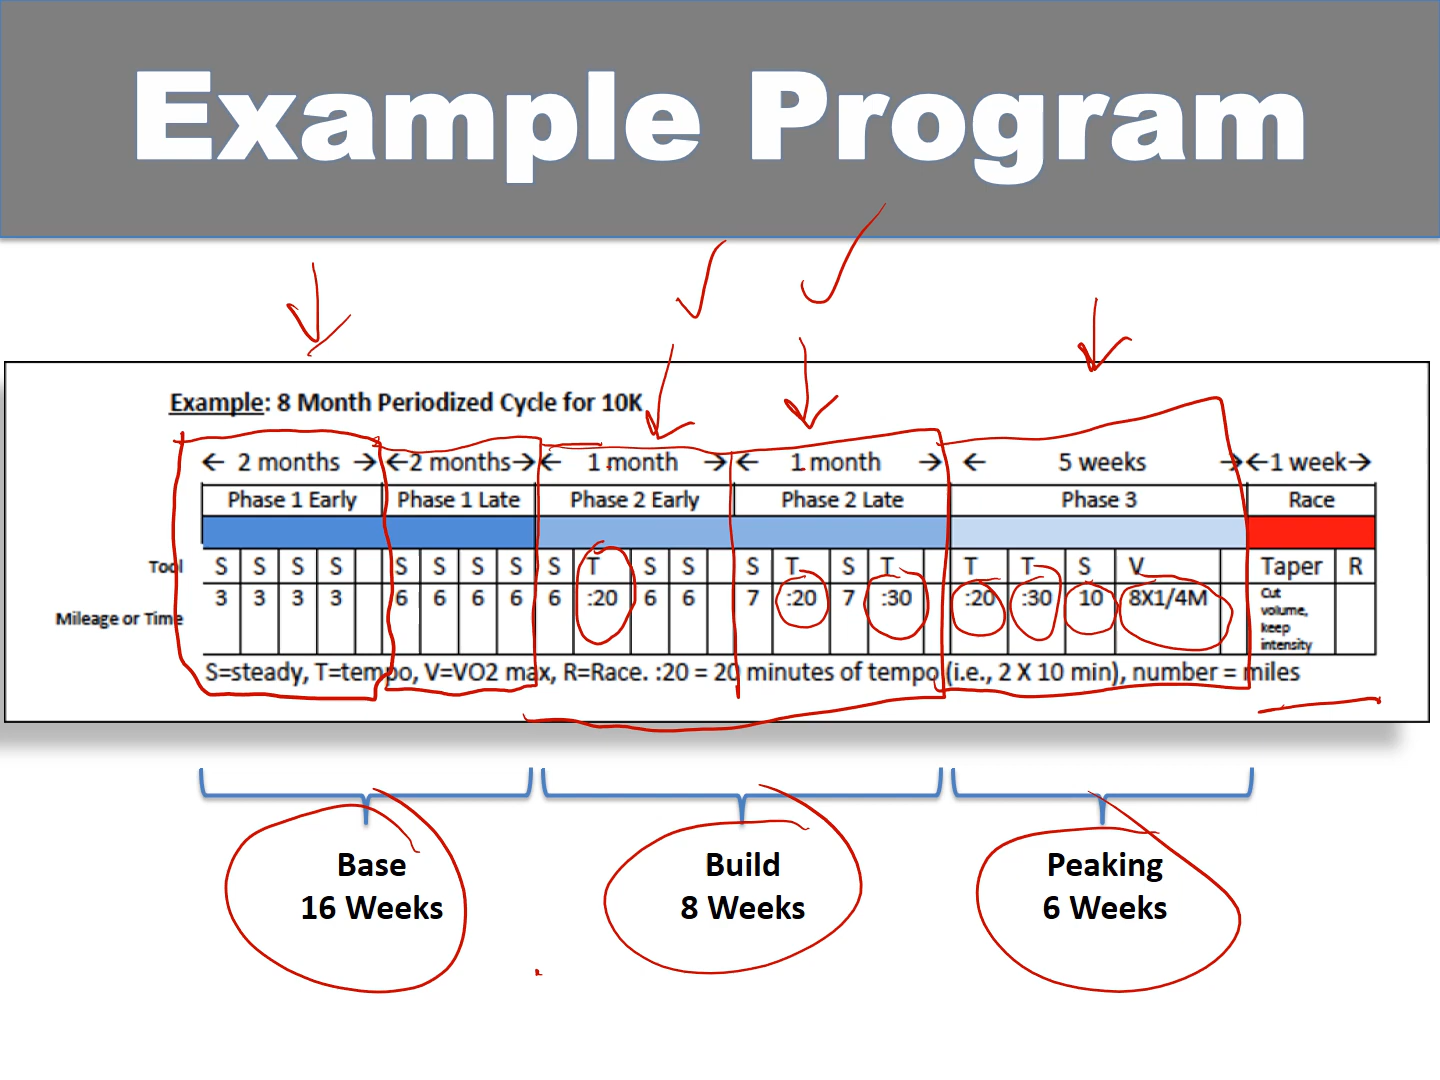 Example Program
Example: 8 Month Periodized Cycle for 10K
← 2 months → ←2 months→ ← 1 month → ← 1 month → ← 5 weeks → ←1 week→
Phase 1 Early Phase 1 Late Phase 2 Early Phase 2 Late Phase 3 Race
Tool S S S S S S S S S T S S S T S T T T S V Taper R
Mileage or Time 3 3 3 3 6 6 6 6 6 :20 6 6 7 :20 7 :30 :20 :30 10 8X1/4M Cut
volume,
keep
intensity
S=steady, T=tempo, V=VO2 max, R=Race. :20 = 20 minutes of tempo (i.e., 2 X 10 min), number = miles
Base
16 Weeks
Build
8 Weeks
Peaking
6 Weeks